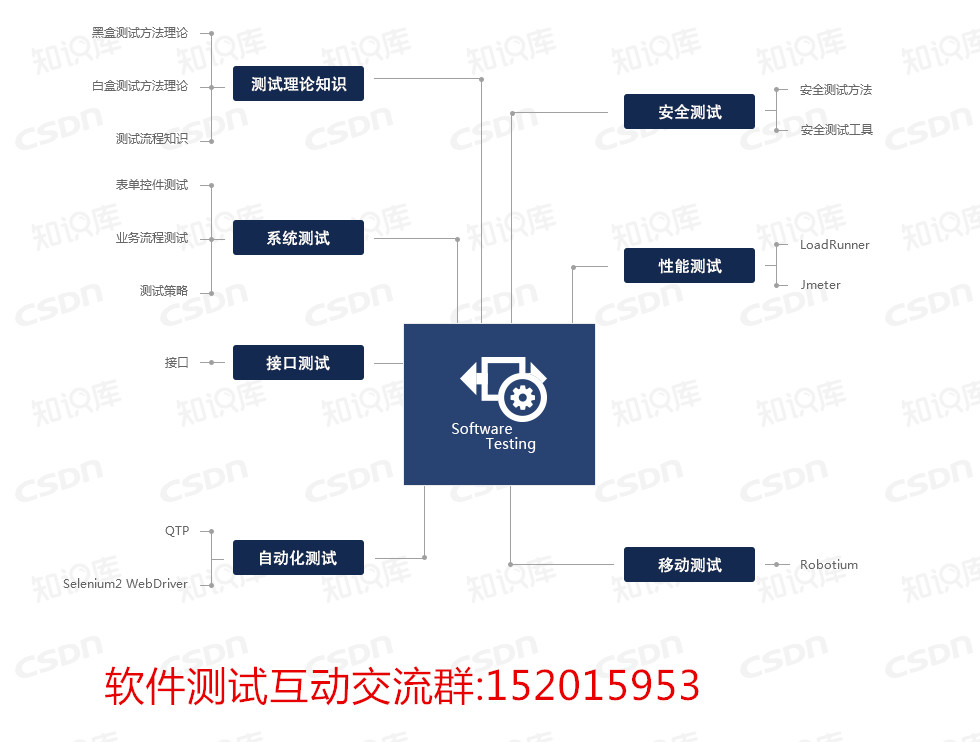 黑盒测试方法理论
白盒测试方法理论
测试流程知识
测试理论知识
表单控件测试
业务流程测试
测试策略
系统测试
接口
接口测试
QTP
Selenium2 WebDriver
自动化测试
Software
Testing
安全测试
安全测试方法
安全测试工具
性能测试
LoadRunner
Jmeter
移动测试
Robotium
软件测试互动交流群:152015953
知识库
CSDN